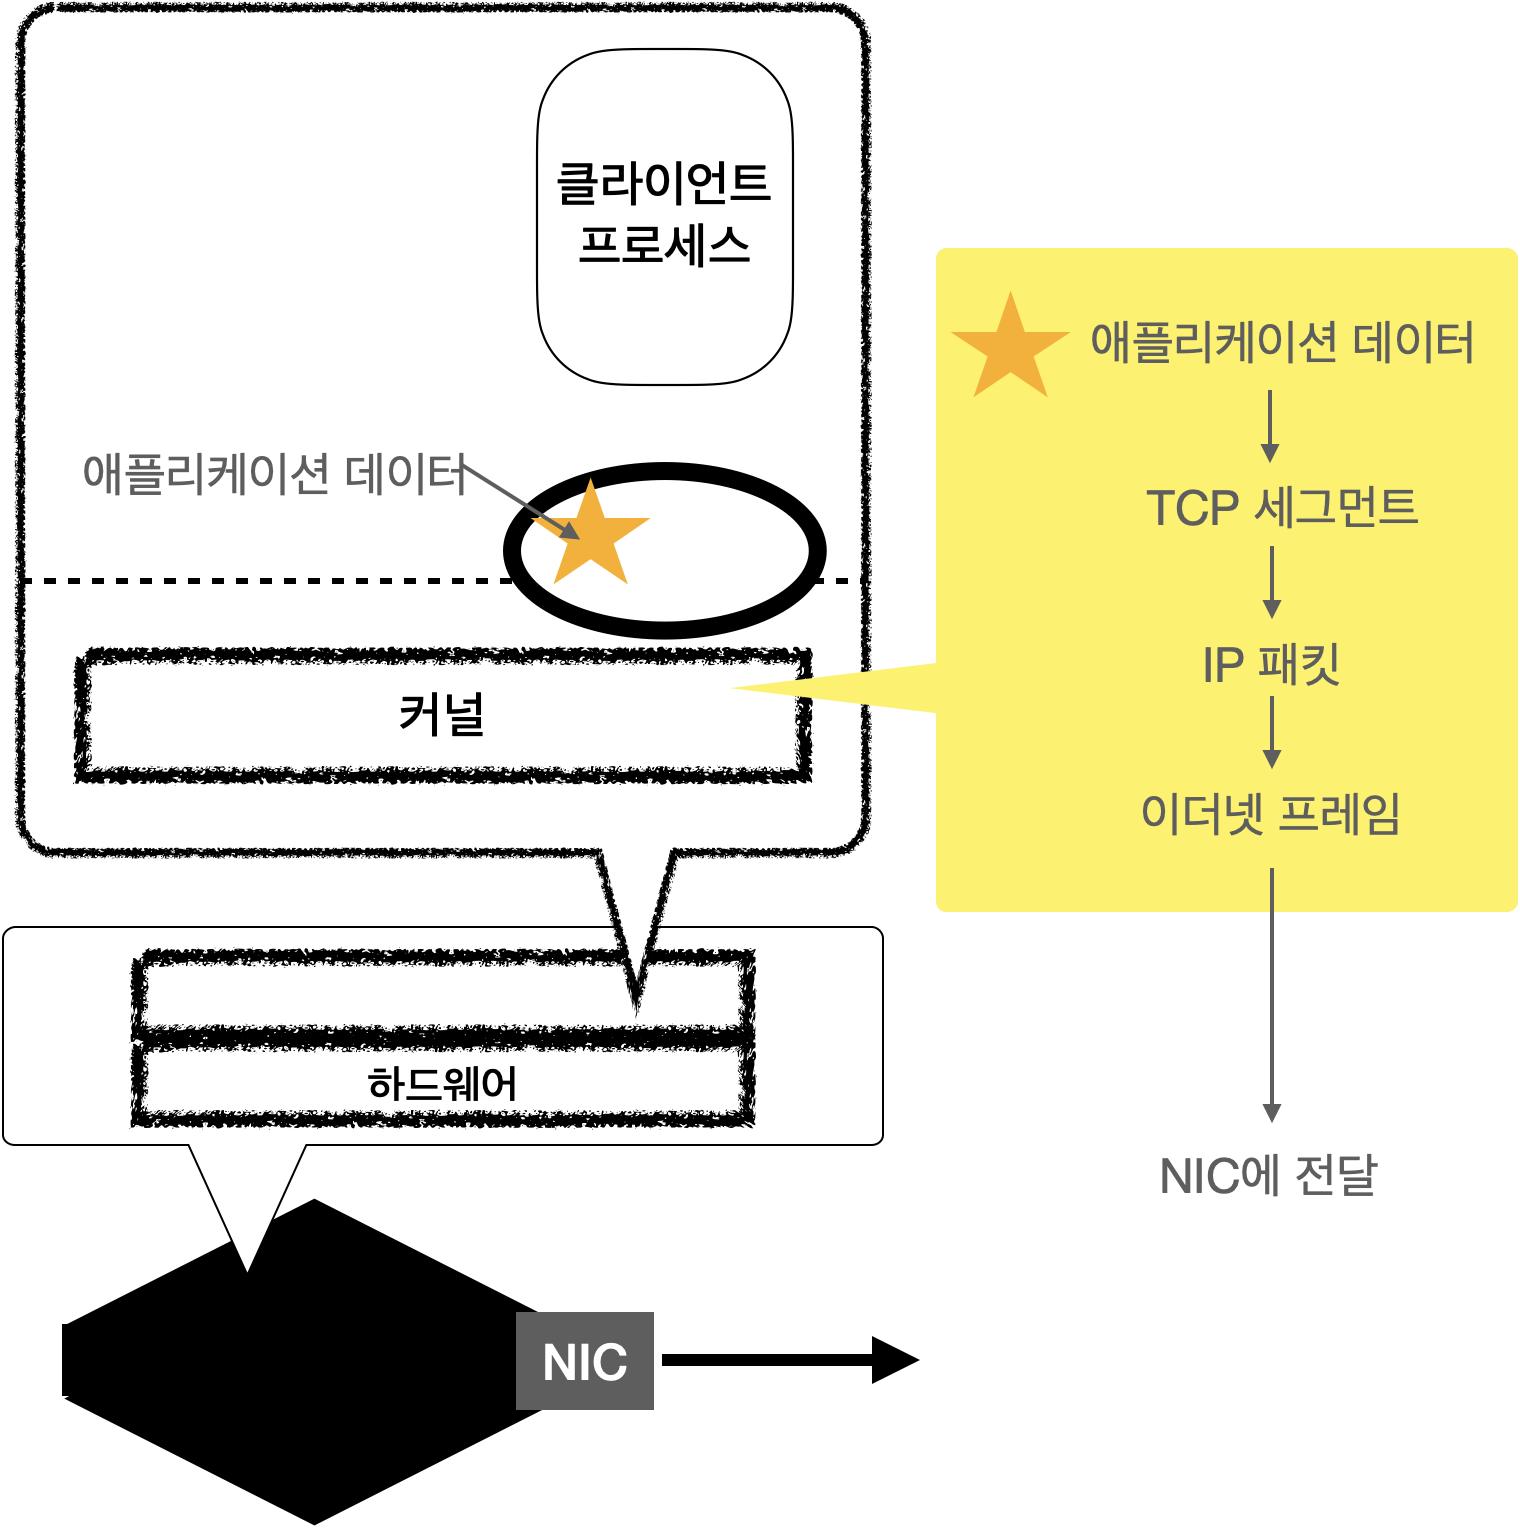 클라이언트
프로세스
애플리케이션 데이터
커널
하드웨어
NIC
애플리케이션 데이터
TCP 세그먼트
IP 패킷
이더넷 프레임
NIC에 전달